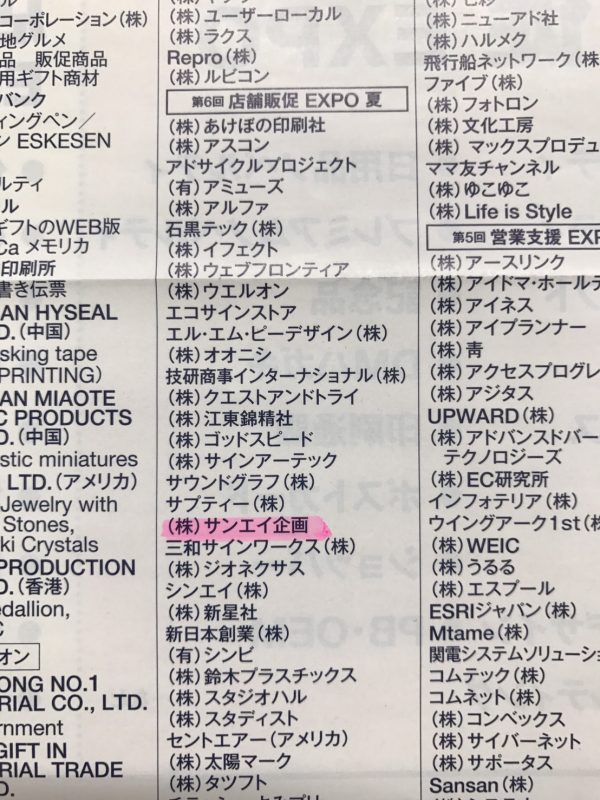 コーポレーション(株)
地グルメ
品 販促商品
用ギフト商材
バンク
ィングペン／
ン ESKESEN
ルティ
ル
ギフトのWEB版
Ca メモリカ
印刷所
書き伝票
AN HYSEAL
D.(中国)
asking tape
PRINTING)
AN MIAOTE
C PRODUCTS
D.(中国)
stic miniatures
LTD.(アメリカ)
Jewelry with
Stones,
ki Crystals
PRODUCTION
D.(香港)
edallion,
C
オン
ONG NO.1
RIAL CO., LTD.
ernment
GIFT IN
RIAL TRADE
D.
(株)ユーザーローカル
(株)ラクス
Repro(株)
(株)ルビコン
第6回 店舗販促 EXPO 夏
(株)あけぼの印刷社
(株)アスコン
アドサイクルプロジェクト
(有)アミューズ
(株)アルファ
石黒テック(株)
(株)イフェクト
(株)ウェブフロンティア
(株)ウエルオン
エコサインストア
エル・エム・ピーデザイン(株)
(株)オオニシ
技研商事インターナショナル(株)
(株)クエストアンドトライ
(株)江東錦精社
(株)ゴッドスピード
(株)サインアーテック
サウンドグラフ(株)
サブティー(株)
(株)サンエイ企画
三和サインワークス(株)
(株)ジオネクサス
シンエイ(株)
(株)新星社
新日本創業(株)
(有)シンビ
(株)鈴木プラスチックス
(株)スタジオハル
(株)スタディスト
セントエアー(アメリカ)
(株)太陽マーク
(株)タツフト
(株)ニューアド社
(株)ハルメク
飛行船ネットワーク(株)
ファイブ(株)
(株)フォトロン
(株)文化工房
(株)マックスプロデュ
ママ友チャンネル
(株)ゆこゆこ
(株)Life is Style
第5回 営業支援 EXP
(株)アースリンク
(株)アイドマ・ホールデ
(株)アイネス
(株)アイプランナー
(株)靑
(株)アクセスプログレ
(株)アジタス
UPWARD(株)
(株)アドバンスドバー
テクノロジーズ
(株)EC研究所
インフォテリア(株)
ウイングアーク1st(株)
(株)WEIC
(株)うるる
(株)エスプール
ESRIジャパン(株)
Mtame(株)
関電システムソリューショ
コムテック(株)
コムネット(株)
(株)コンベックス
(株)サイバーネット
(株)サポータス
Sansan(株)